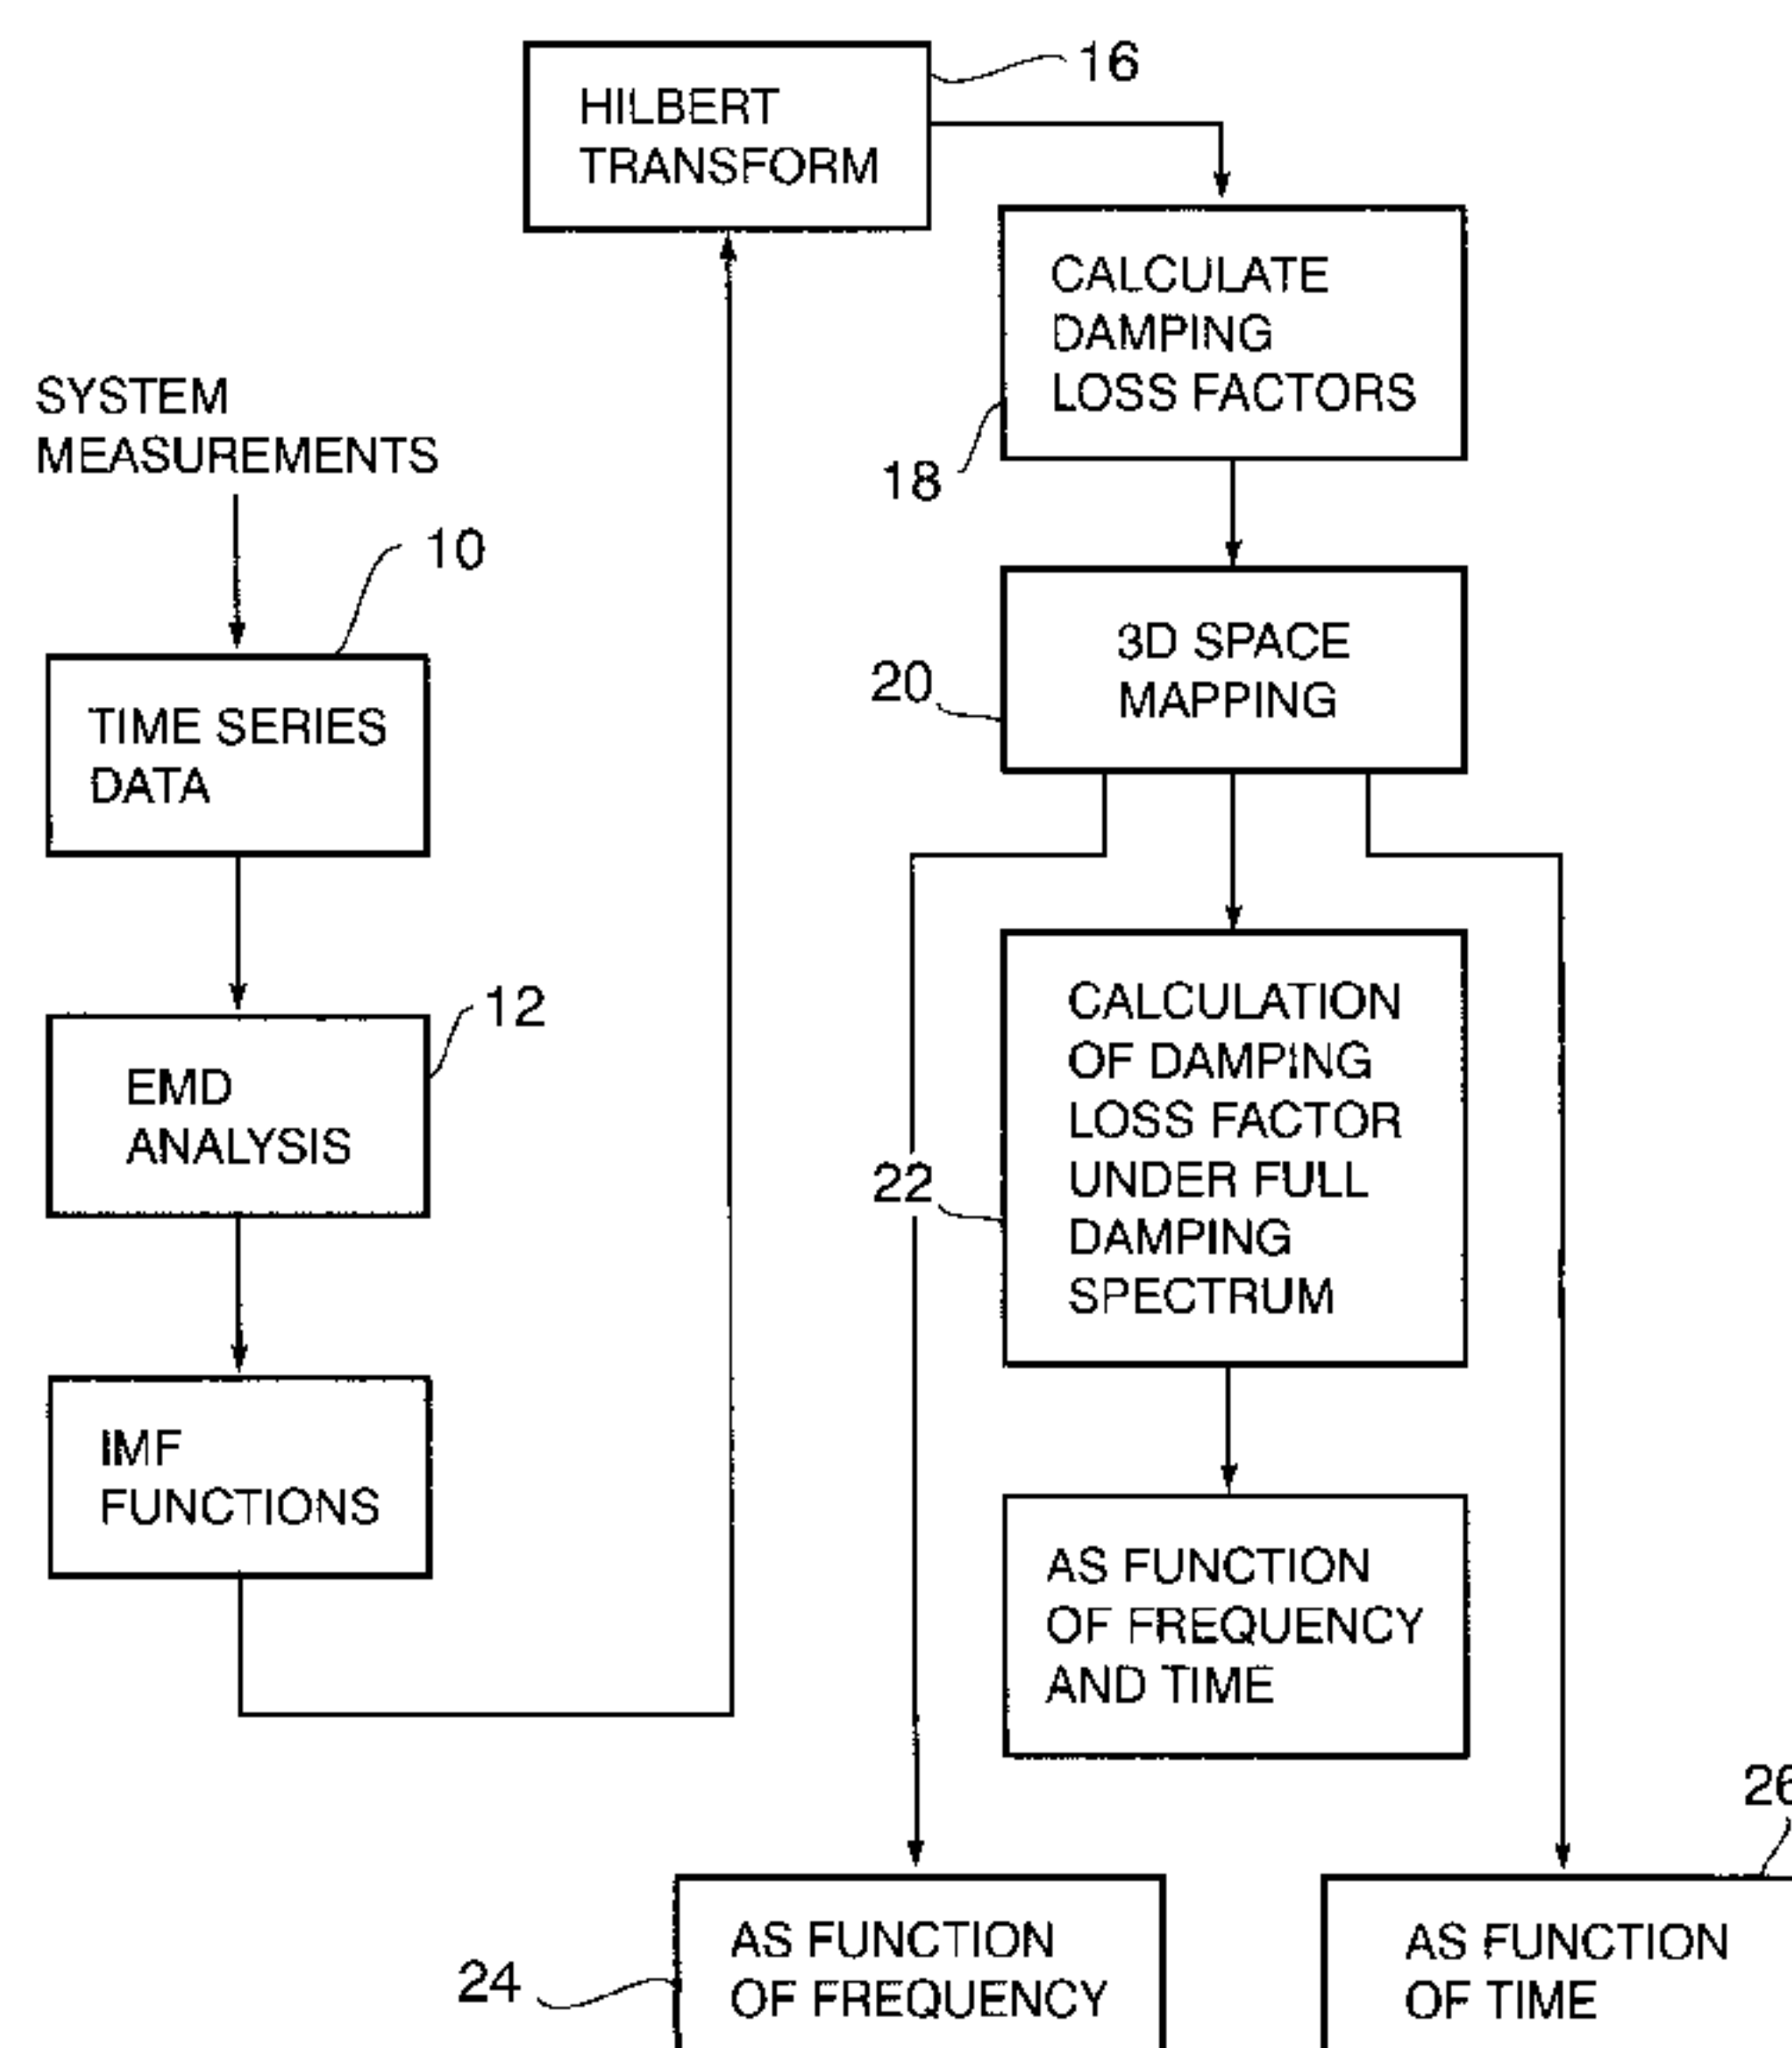 SYSTEM
MEASUREMENTS
10
TIME SERIES
DATA
12
EMD
ANALYSIS
IMF
FUNCTIONS
16
HILBERT
TRANSFORM
CALCULATE
DAMPING
LOSS FACTORS
18
3D SPACE
MAPPING
20
CALCULATION
OF DAMPING
LOSS FACTOR
UNDER FULL
DAMPING
SPECTRUM
22
AS FUNCTION
OF FREQUENCY
AND TIME
24
AS FUNCTION
OF FREQUENCY
26
AS FUNCTION
OF TIME